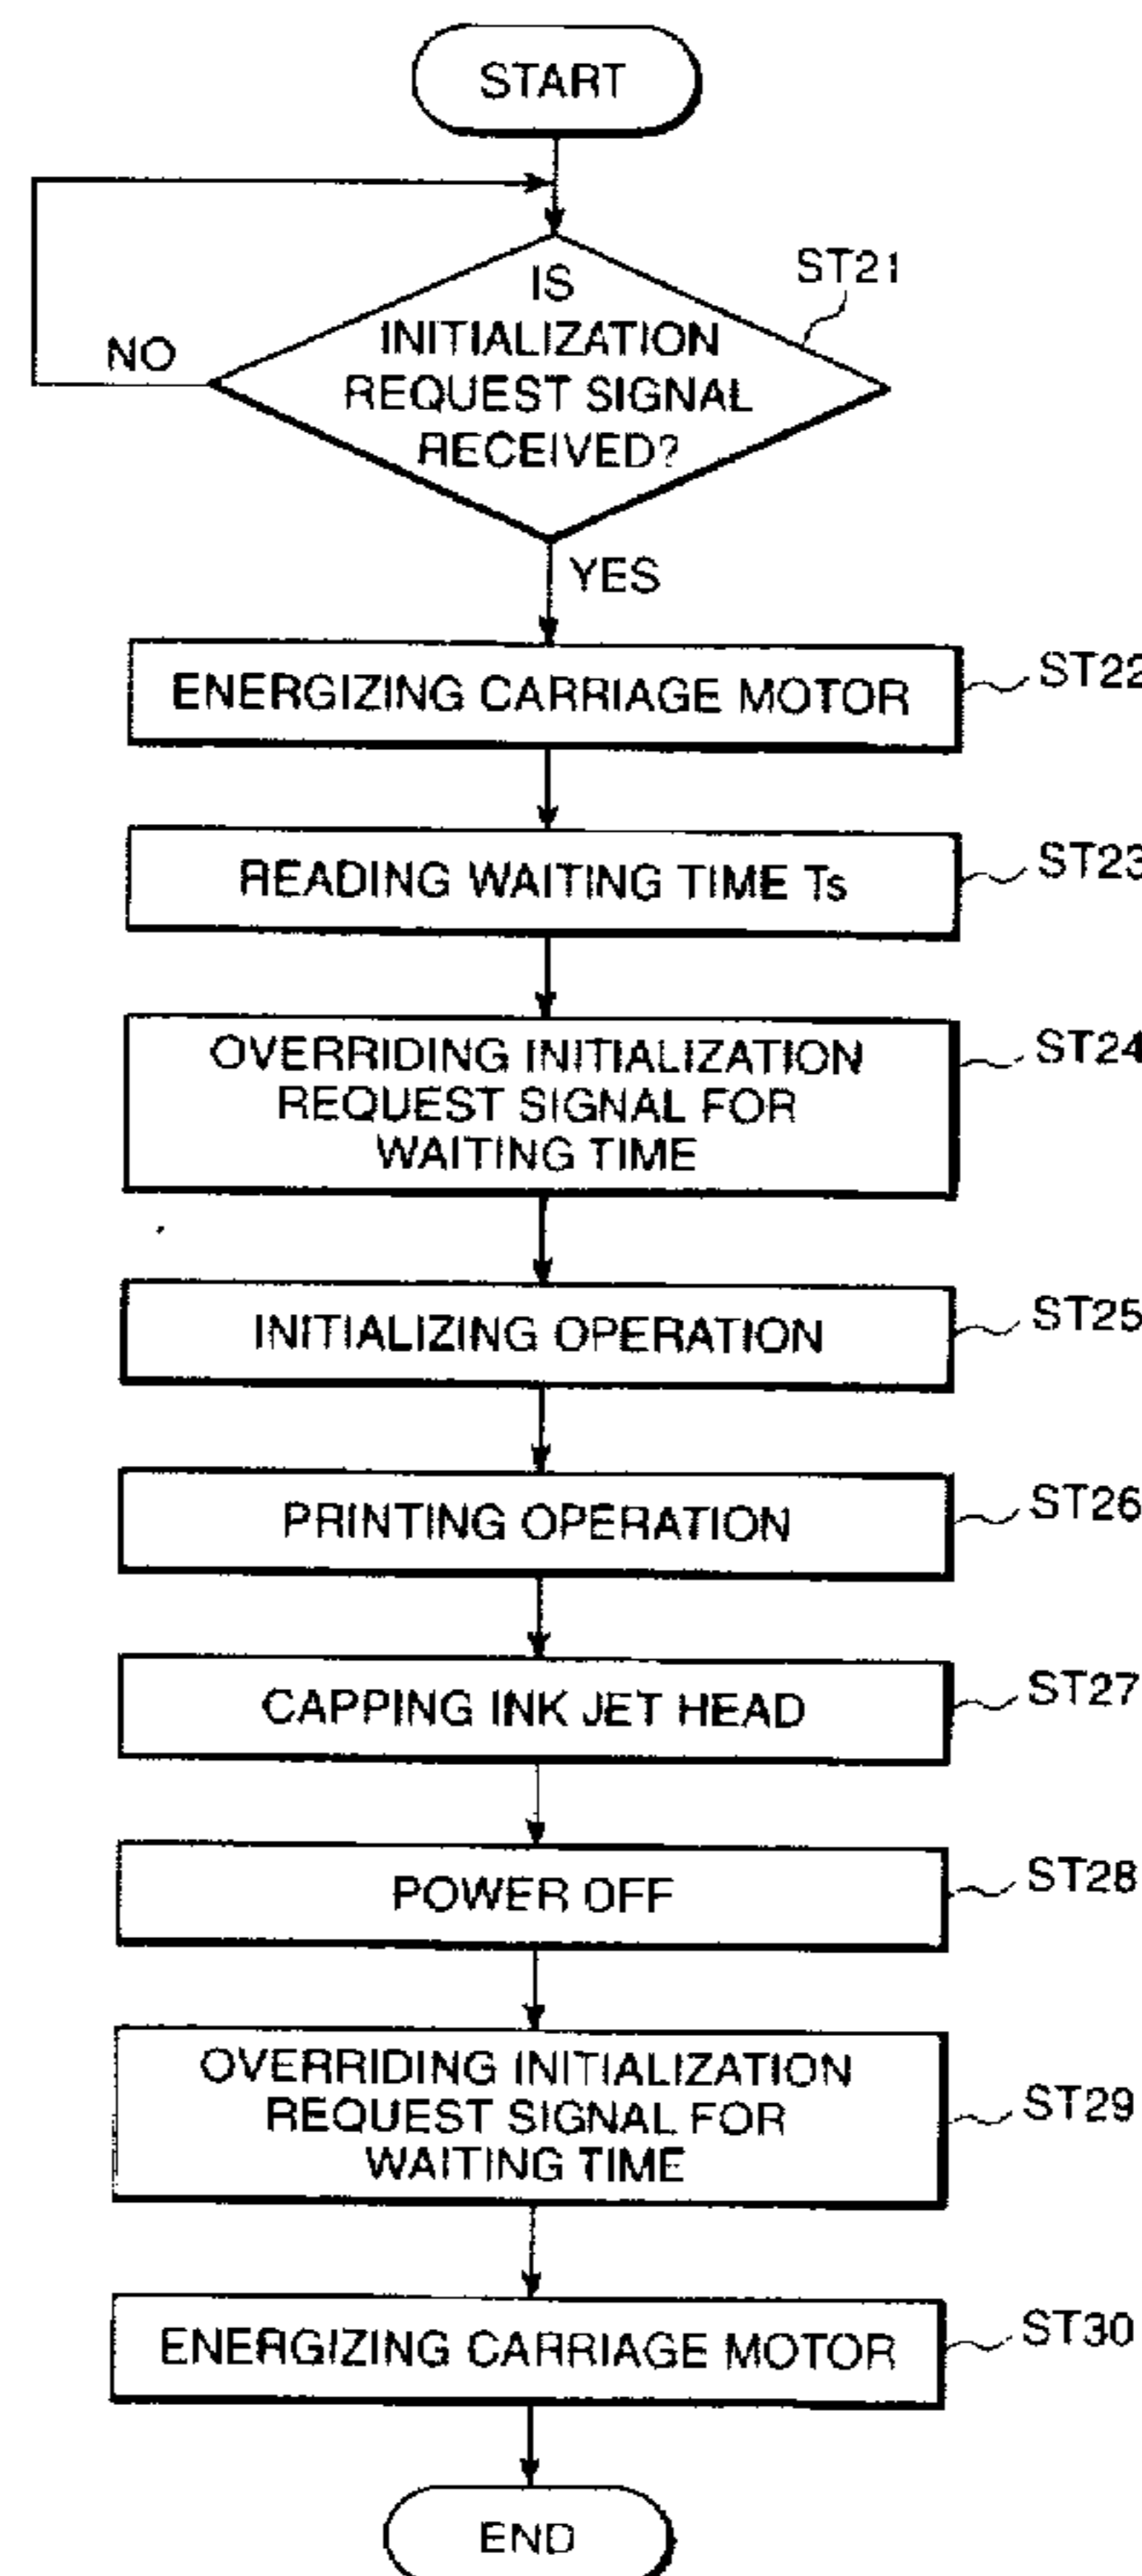 START
ST21
IS
INITIALIZATION
REQUEST SIGNAL
RECEIVED?
NO
YES
ENERGIZING CARRIAGE MOTOR
ST22
READING WAITING TIME Ts
ST23
OVERRIDING INITIALIZATION
REQUEST SIGNAL FOR
WAITING TIME
ST24
INITIALIZING OPERATION
ST25
PRINTING OPERATION
ST26
CAPPING INK JET HEAD
ST27
POWER OFF
ST28
OVERRIDING INITIALIZATION
REQUEST SIGNAL FOR
WAITING TIME
ST29
ENERGIZING CARRIAGE MOTOR
ST30
END